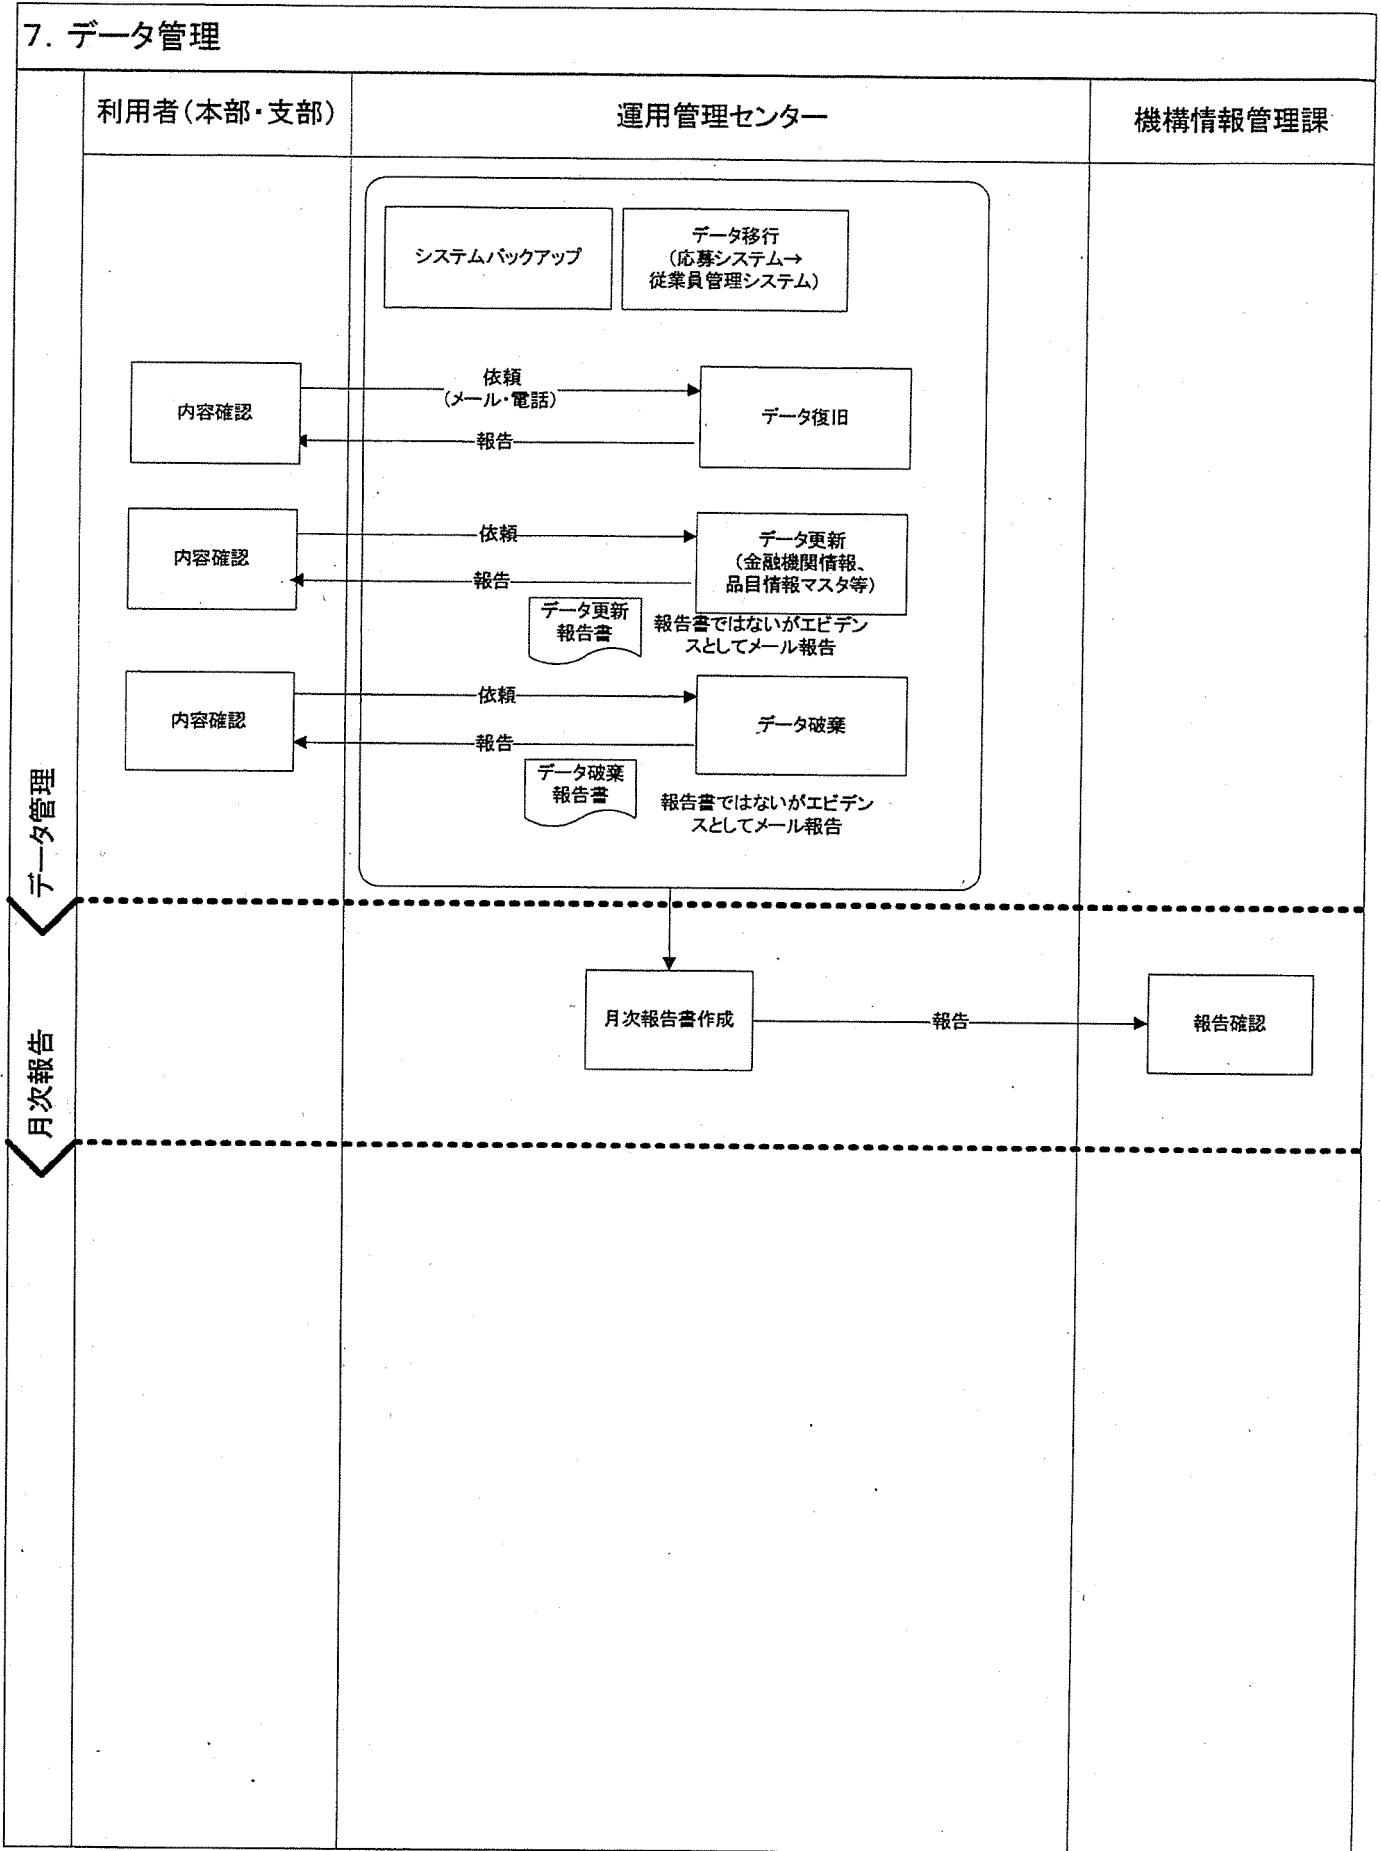 7. データ管理
利用者（本部・支部）
運用管理センター
機構情報管理課
システムバックアップ
データ移行
（応募システム→
従業員管理システム）
内容確認
依頼
（メール・電話）
データ復旧
報告
内容確認
依頼
データ更新
（金融機関情報、
品目情報マスタ等）
報告
データ更新
報告書
報告書ではないがエビデン
スとしてメール報告
内容確認
依頼
データ破棄
報告
データ破棄
報告書
報告書ではないがエビデン
スとしてメール報告
データ管理
月次報告書作成
報告
報告確認
月次報告